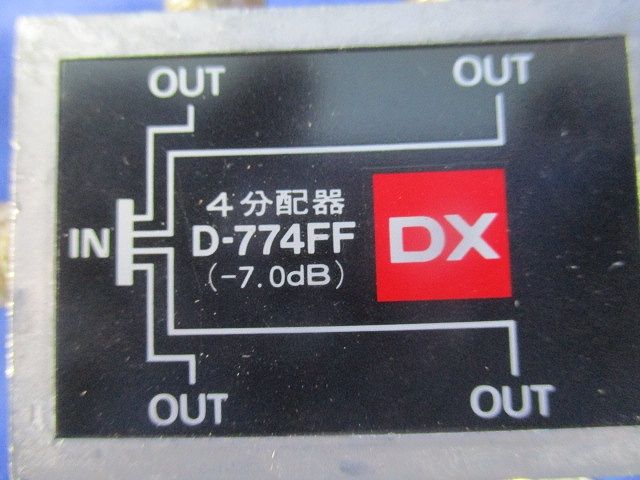 OUT
OUT
4分配器
IN
D-774FF
DX
(-7.0dB)
OUT
OUT